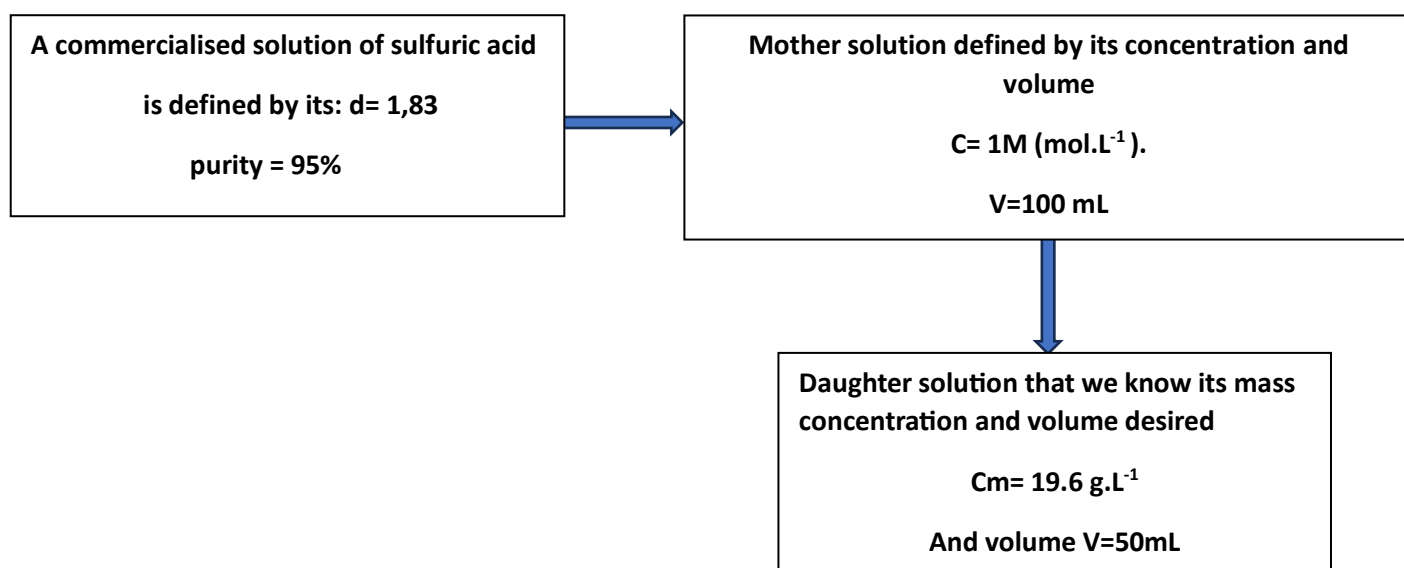 A commercialised solution of sulfuric acid
is defined by its: d= 1,83
purity = 95%
Mother solution defined by its concentration and
volume
C= 1M (mol.L⁻¹ ).
V=100 mL
Daughter solution that we know its mass
concentration and volume desired
Cm= 19.6 g.L⁻¹
And volume V=50mL